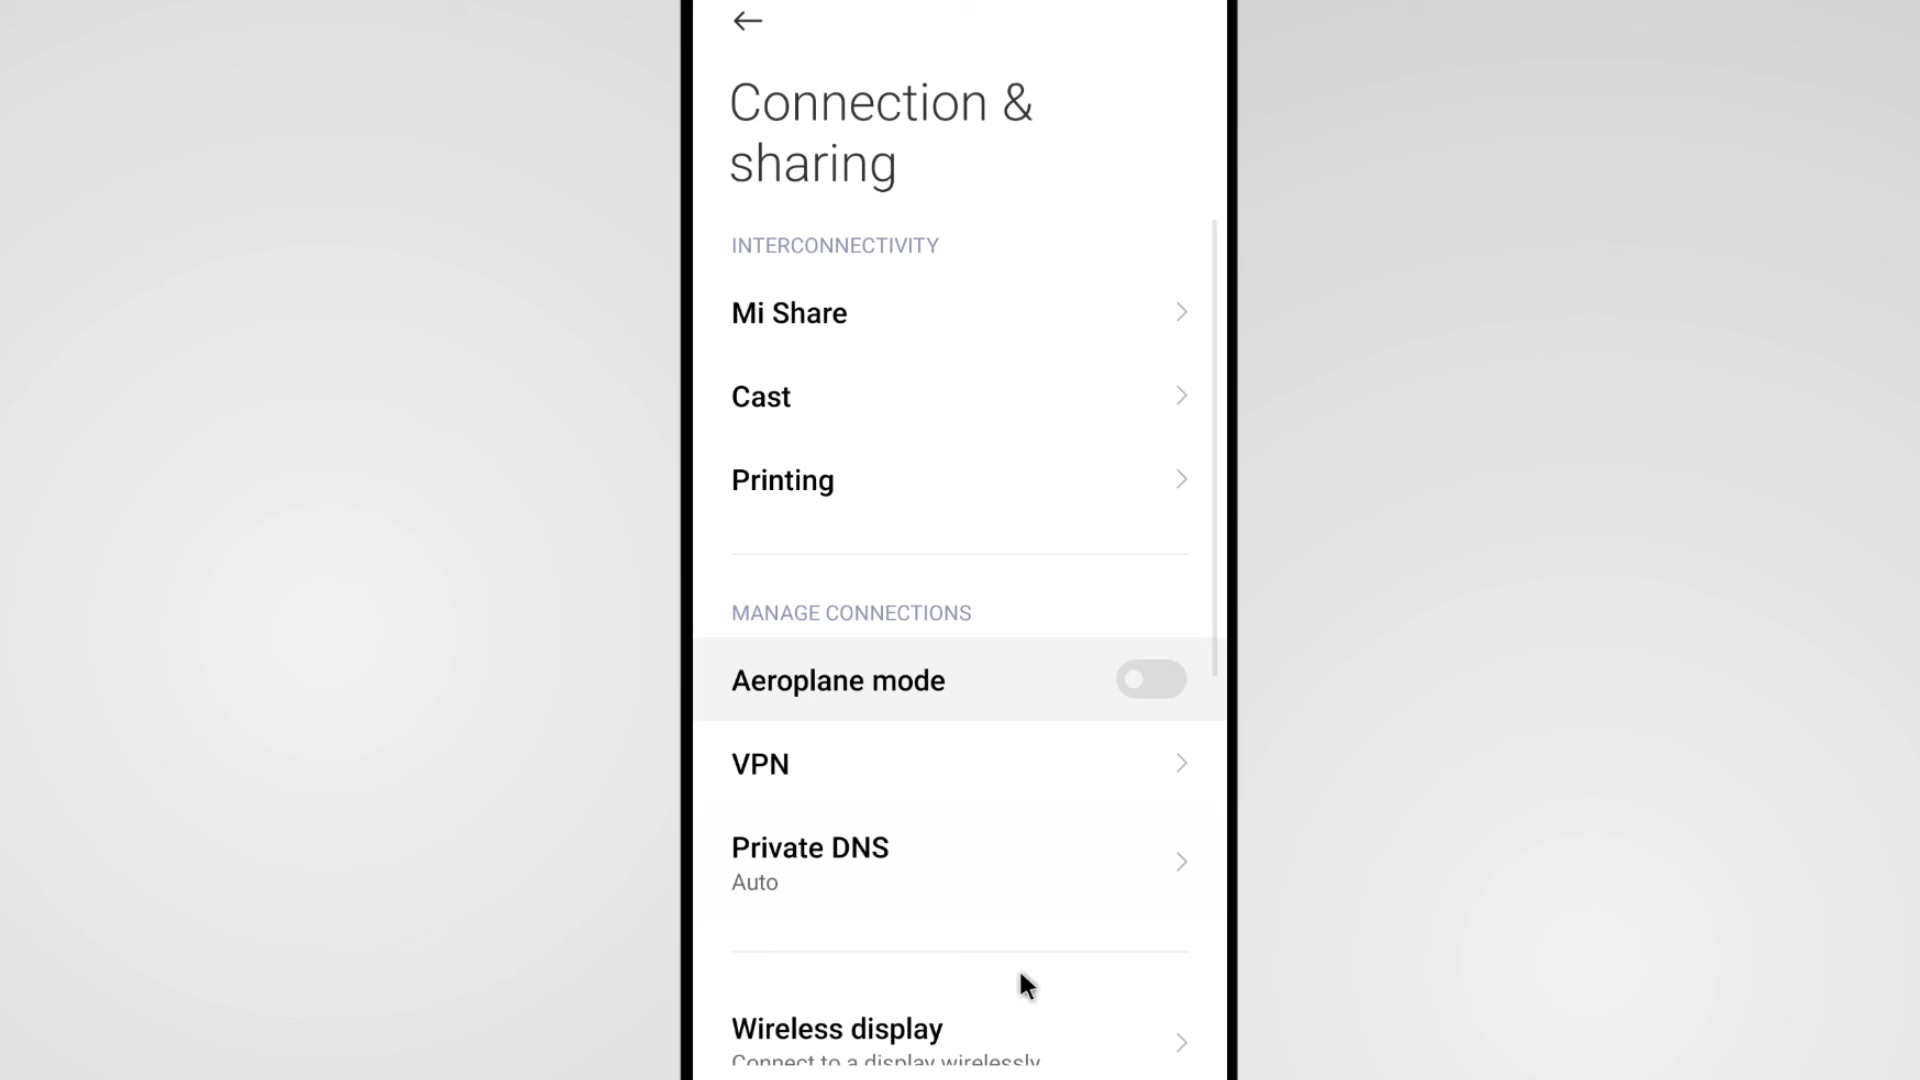 Connection &
sharing
INTERCONNECTIVITY
Mi Share
Cast
Printing
MANAGE CONNECTIONS
Aeroplane mode
VPN
Private DNS
Auto
Wireless display
Connect to a display wirelessly